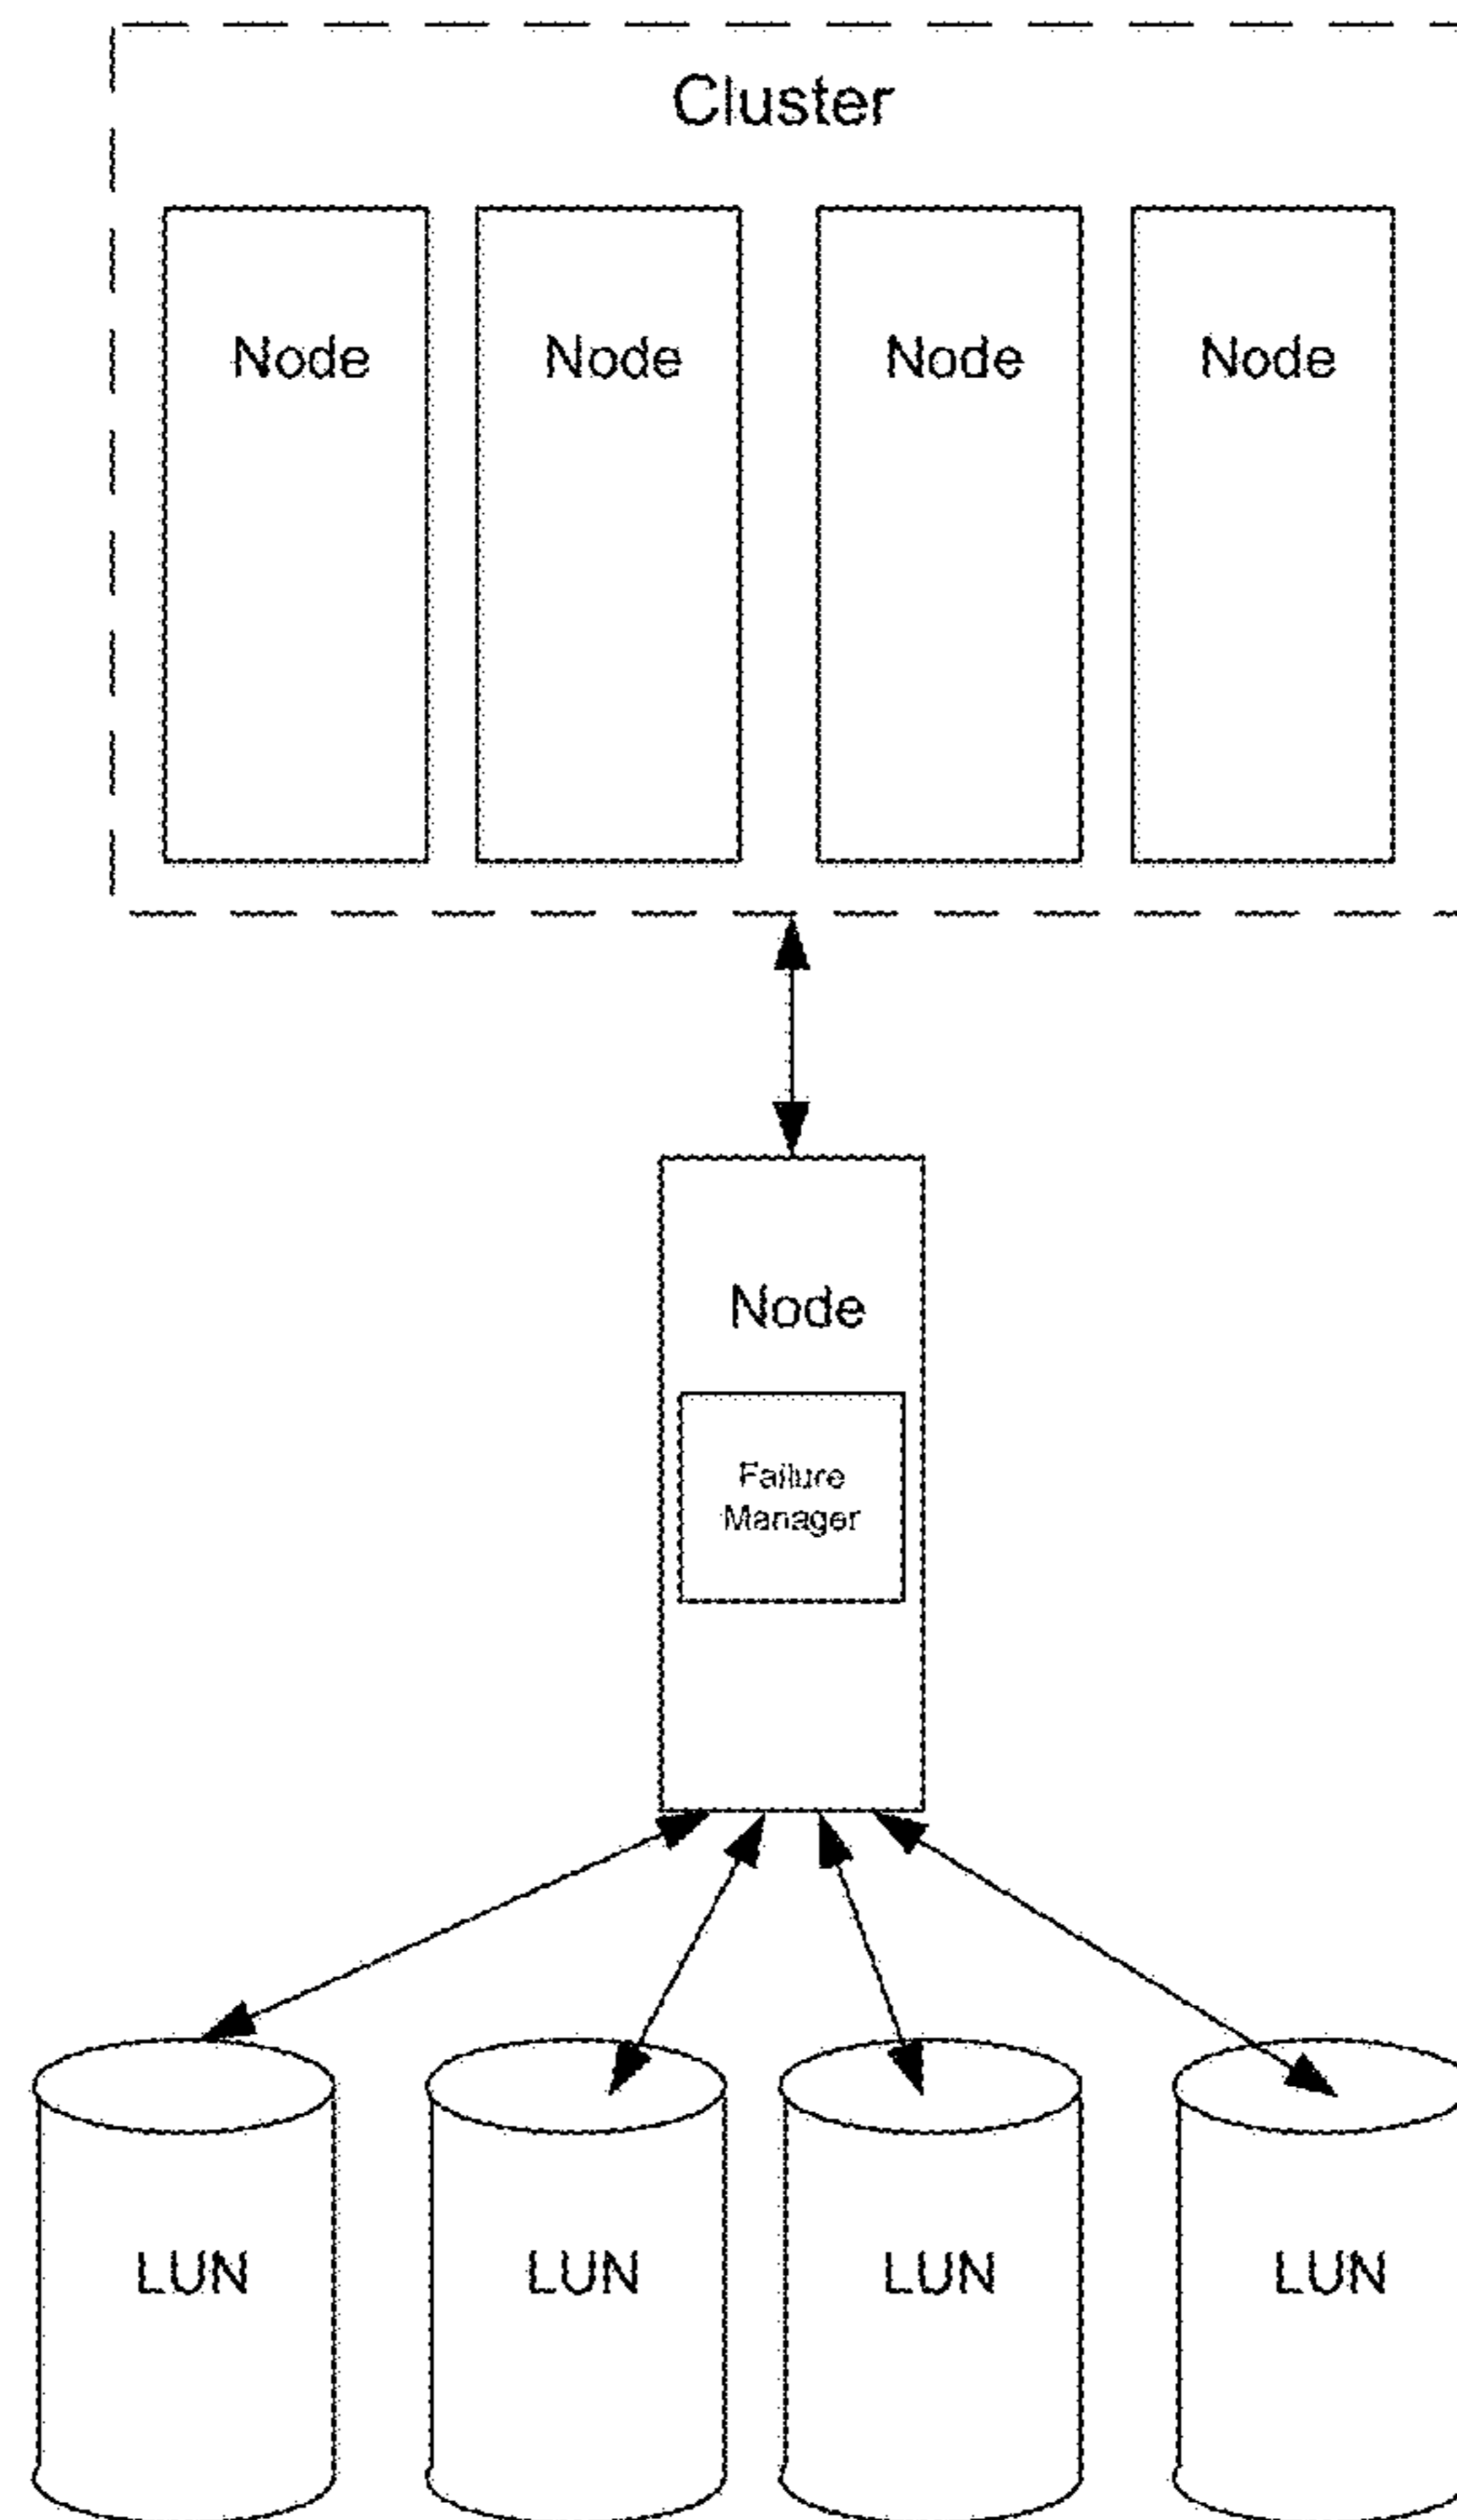 Cluster
Node Node Node Node
Node
Failure
Manager
LUN LUN LUN LUN